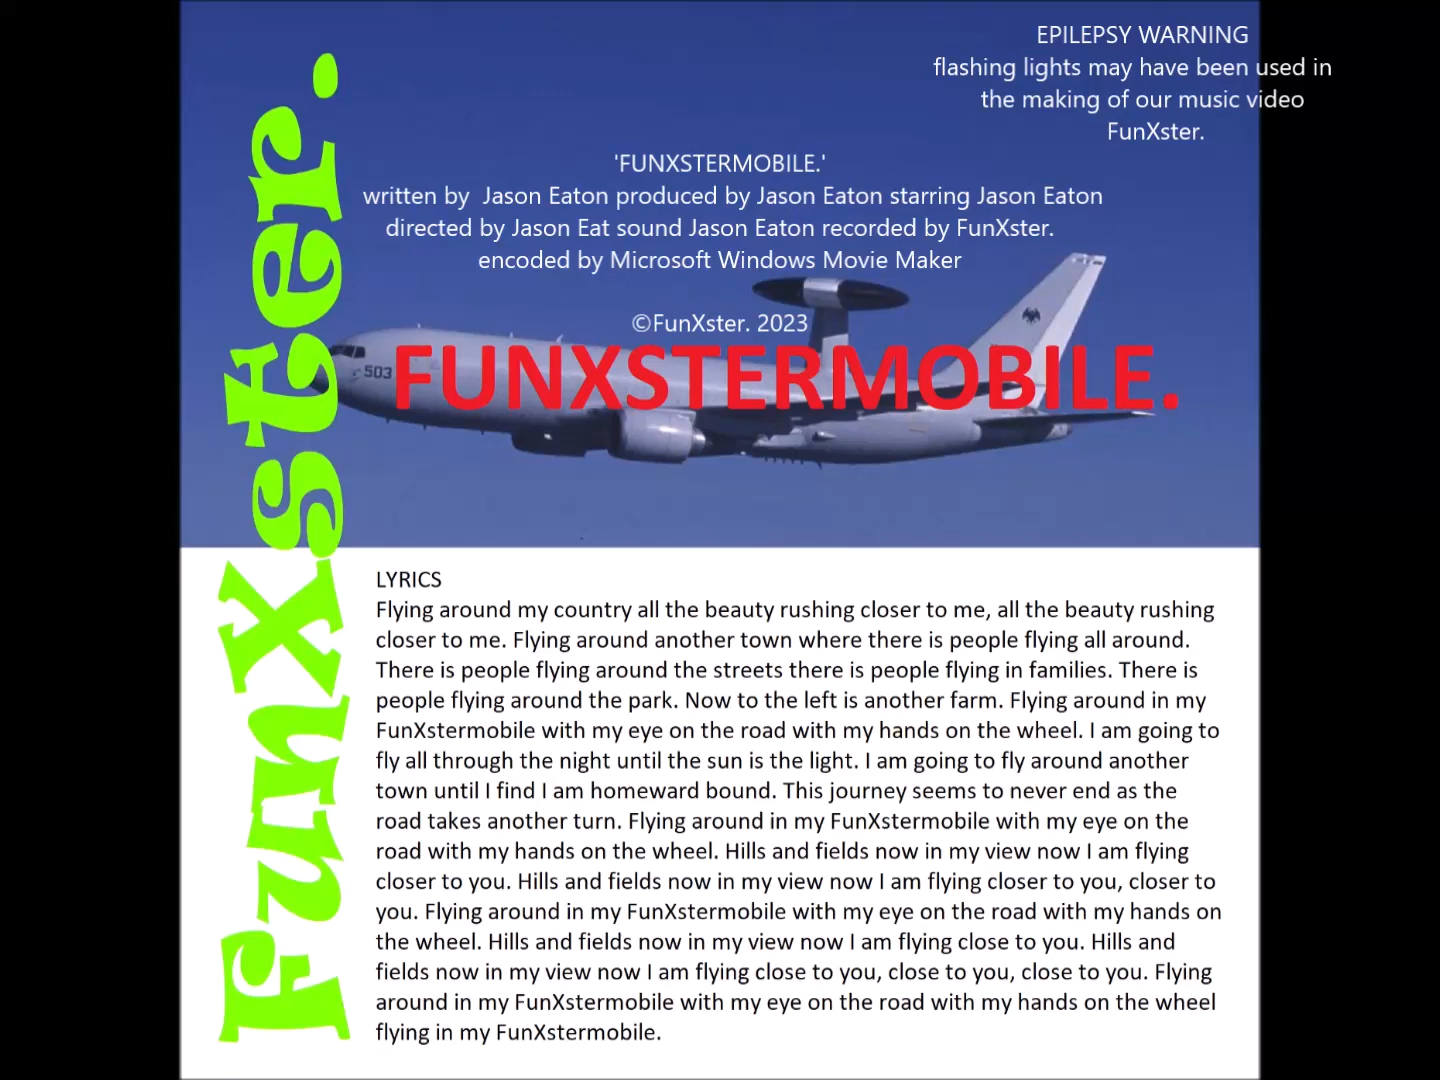 EPILEPSY WARNING
flashing lights may have been used in
the making of our music video
FunXster.
'FUNXSTERMOBILE.'
written by  Jason Eaton produced by Jason Eaton starring Jason Eaton
directed by Jason Eat sound Jason Eaton recorded by FunXster.
encoded by Microsoft Windows Movie Maker
©FunXster. 2023
503
FUNXSTERMOBILE.
FunXster.
LYRICS
Flying around my country all the beauty rushing closer to me, all the beauty rushing
closer to me. Flying around another town where there is people flying all around.
There is people flying around the streets there is people flying in families. There is
people flying around the park. Now to the left is another farm. Flying around in my
FunXstermobile with my eye on the road with my hands on the wheel. I am going to
fly all through the night until the sun is the light. I am going to fly around another
town until I find I am homeward bound. This journey seems to never end as the
road takes another turn. Flying around in my FunXstermobile with my eye on the
road with my hands on the wheel. Hills and fields now in my view now I am flying
closer to you. Hills and fields now in my view now I am flying closer to you, closer to
you. Flying around in my FunXstermobile with my eye on the road with my hands on
the wheel. Hills and fields now in my view now I am flying close to you. Hills and
fields now in my view now I am flying close to you, close to you, close to you. Flying
around in my FunXstermobile with my eye on the road with my hands on the wheel
flying in my FunXstermobile.